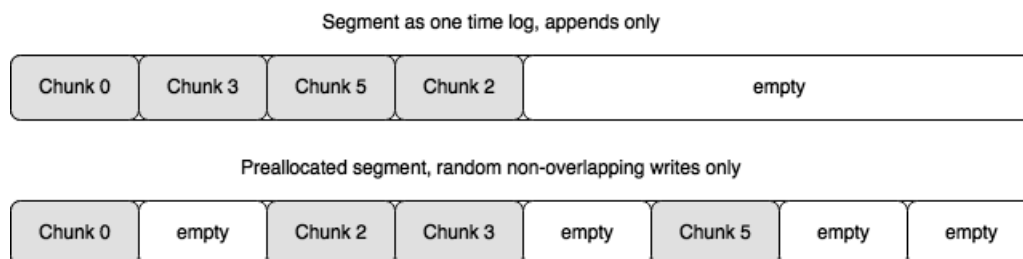 Segment as one time log, appends only
Chunk 0 Chunk 3 Chunk 5 Chunk 2 empty
Preallocated segment, random non-overlapping writes only
Chunk 0 empty Chunk 2 Chunk 3 empty Chunk 5 empty empty